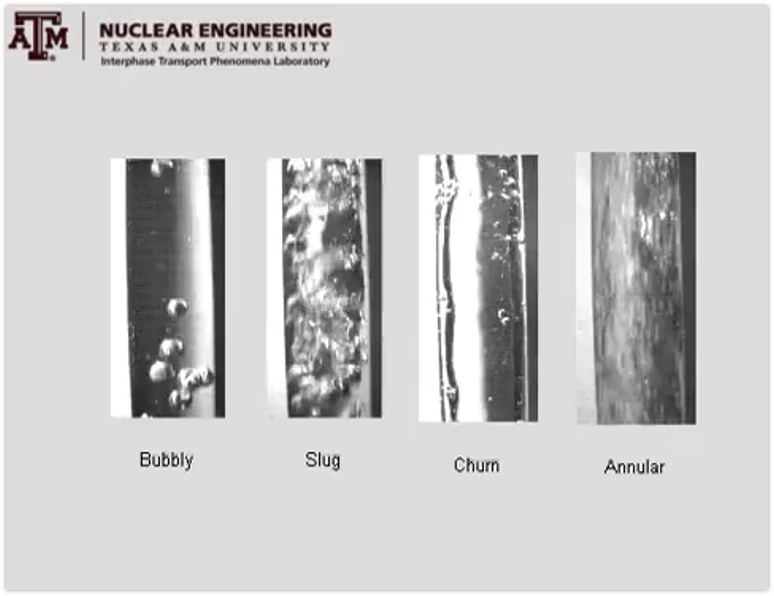 ATM
NUCLEAR ENGINEERING
TEXAS A&M UNIVERSITY
Interphase Transport Phenomena Laboratory
Bubbly
Slug
Churn
Annular